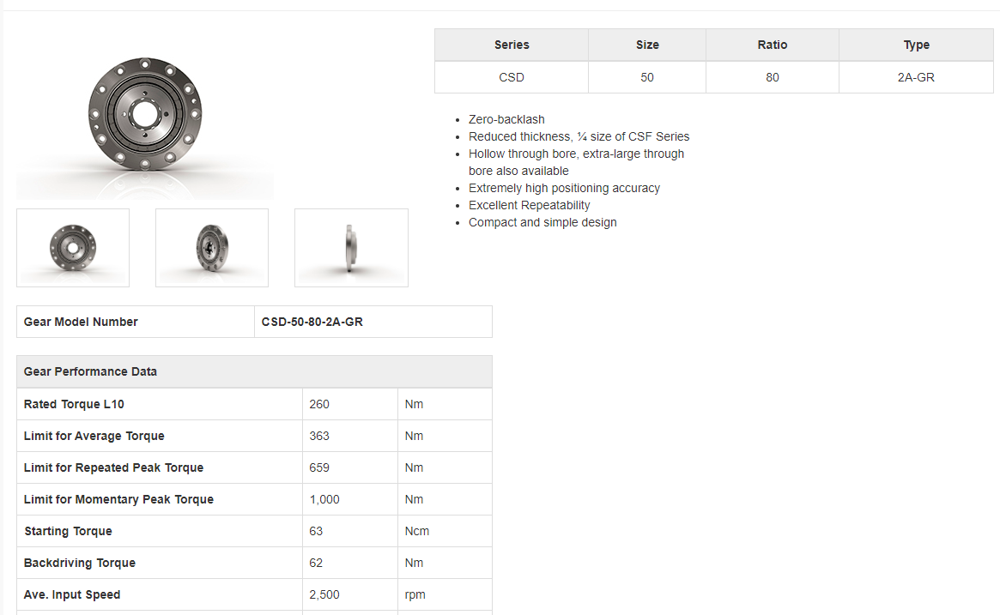 Series Size Ratio Type
CSD 50 80 2A-GR
Zero-backlash
Reduced thickness, ¼ size of CSF Series
Hollow through bore, extra-large through
bore also available
Extremely high positioning accuracy
Excellent Repeatability
Compact and simple design
Gear Model Number CSD-50-80-2A-GR
Gear Performance Data
Rated Torque L10 260 Nm
Limit for Average Torque 363 Nm
Limit for Repeated Peak Torque 659 Nm
Limit for Momentary Peak Torque 1,000 Nm
Starting Torque 63 Ncm
Backdriving Torque 62 Nm
Ave. Input Speed 2,500 rpm